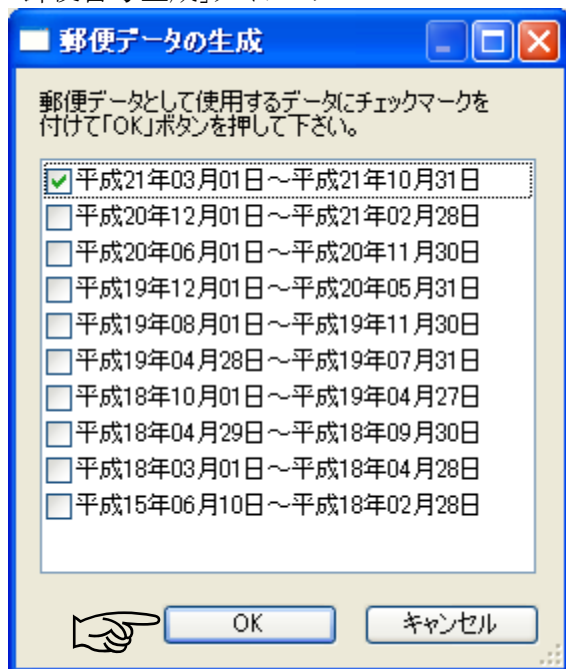 郵便データの生成
郵便データとして使用するデータにチェックマークを
付けて「OK」ボタンを押して下さい。
平成21年03月01日～平成21年10月31日
平成20年12月01日～平成21年02月28日
平成20年06月01日～平成20年11月30日
平成19年12月01日～平成20年05月31日
平成19年08月01日～平成19年11月30日
平成19年04月28日～平成19年07月31日
平成18年10月01日～平成19年04月27日
平成18年04月29日～平成18年09月30日
平成18年03月01日～平成18年04月28日
平成15年06月10日～平成18年02月28日
OK キャンセル